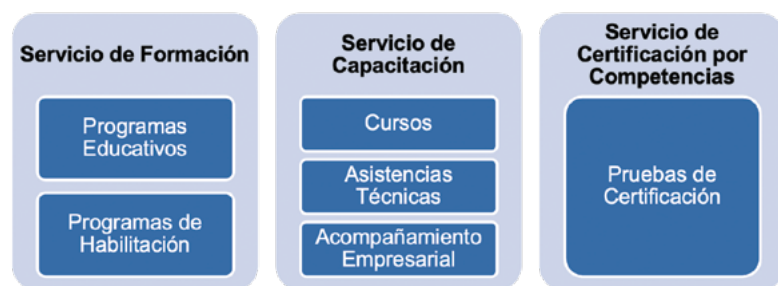 Servicio de Formación
Programas
Educativos
Programas de
Habilitación
Servicio de
Capacitación
Cursos
Asistencias
Técnicas
Acompañamiento
Empresarial
Servicio de
Certificación por
Competencias
Pruebas de
Certificación